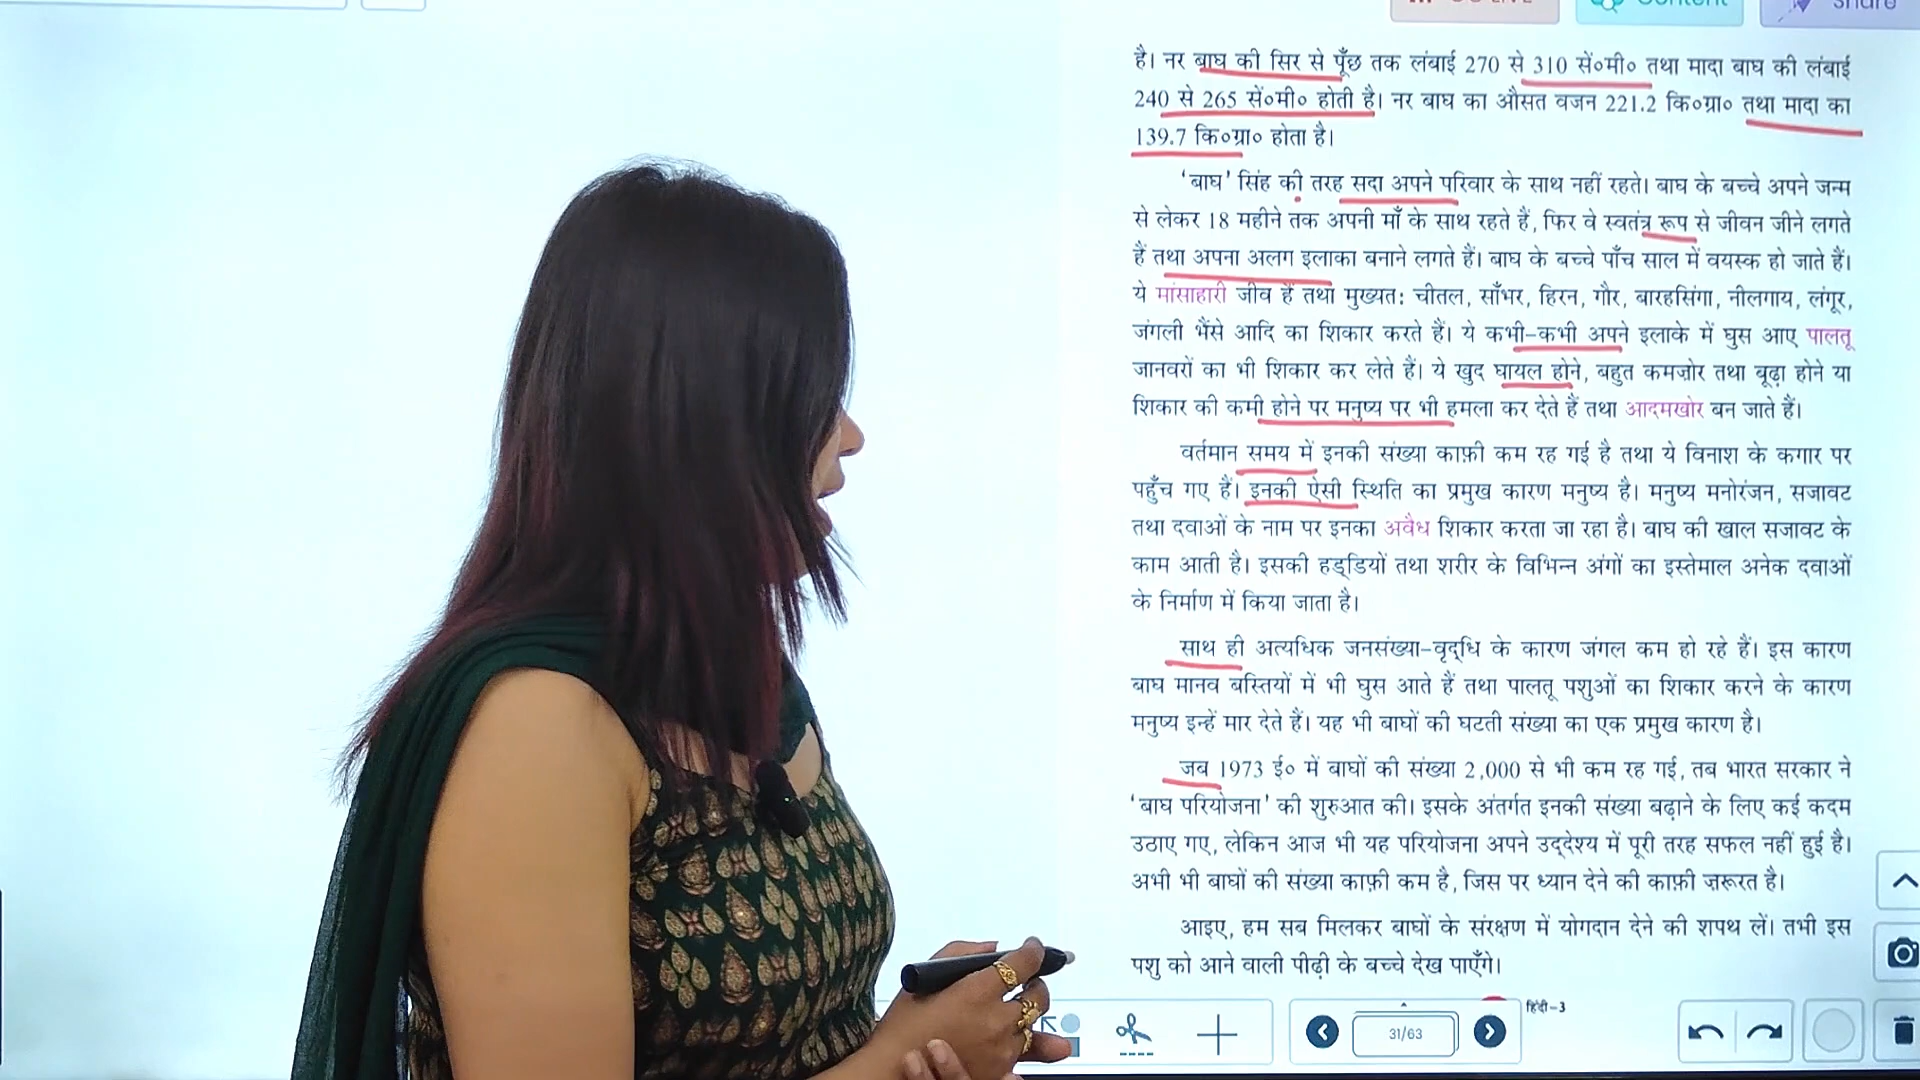 Content
Share
है। नर बाघ की सिर से पूँछ तक लंबाई 270 से 310 सें०मी० तथा मादा बाघ की लंबाई
240 से 265 सें०मी० होती है। नर बाघ का औसत वजन 221.2 कि०ग्रा० तथा मादा का
139.7 कि०ग्रा० होता है।
‘बाघ’ सिंह की तरह सदा अपने परिवार के साथ नहीं रहते। बाघ के बच्चे अपने जन्म
से लेकर 18 महीने तक अपनी माँ के साथ रहते हैं, फिर वे स्वतंत्र रूप से जीवन जीने लगते
हैं तथा अपना अलग इलाका बनाने लगते हैं। बाघ के बच्चे पाँच साल में वयस्क हो जाते हैं।
ये मांसाहारी जीव हैं तथा मुख्यत: चीतल, साँभर, हिरन, गौर, बारहसिंगा, नीलगाय, लंगूर,
जंगली भैंसे आदि का शिकार करते हैं। ये कभी-कभी अपने इलाके में घुस आए पालतू
जानवरों का भी शिकार कर लेते हैं। ये खुद घायल होने, बहुत कमज़ोर तथा बूढ़ा होने या
शिकार की कमी होने पर मनुष्य पर भी हमला कर देते हैं तथा आदमखोर बन जाते हैं।
वर्तमान समय में इनकी संख्या काफ़ी कम रह गई है तथा ये विनाश के कगार पर
पहुँच गए हैं। इनकी ऐसी स्थिति का प्रमुख कारण मनुष्य है। मनुष्य मनोरंजन, सजावट
तथा दवाओं के नाम पर इनका अवैध शिकार करता जा रहा है। बाघ की खाल सजावट के
काम आती है। इसकी हड्डियों तथा शरीर के विभिन्न अंगों का इस्तेमाल अनेक दवाओं
के निर्माण में किया जाता है।
साथ ही अत्यधिक जनसंख्या-वृद्धि के कारण जंगल कम हो रहे हैं। इस कारण
बाघ मानव बस्तियों में भी घुस आते हैं तथा पालतू पशुओं का शिकार करने के कारण
मनुष्य इन्हें मार देते हैं। यह भी बाघों की घटती संख्या का एक प्रमुख कारण है।
जब 1973 ई० में बाघों की संख्या 2,000 से भी कम रह गई, तब भारत सरकार ने
‘बाघ परियोजना’ की शुरुआत की। इसके अंतर्गत इनकी संख्या बढ़ाने के लिए कई कदम
उठाए गए, लेकिन आज भी यह परियोजना अपने उद्देश्य में पूरी तरह सफल नहीं हुई है।
अभी भी बाघों की संख्या काफ़ी कम है, जिस पर ध्यान देने की काफ़ी ज़रूरत है।
आइए, हम सब मिलकर बाघों के संरक्षण में योगदान देने की शपथ लें। तभी इस
पशु को आने वाली पीढ़ी के बच्चे देख पाएँगे।
हिंदी-3
31/63